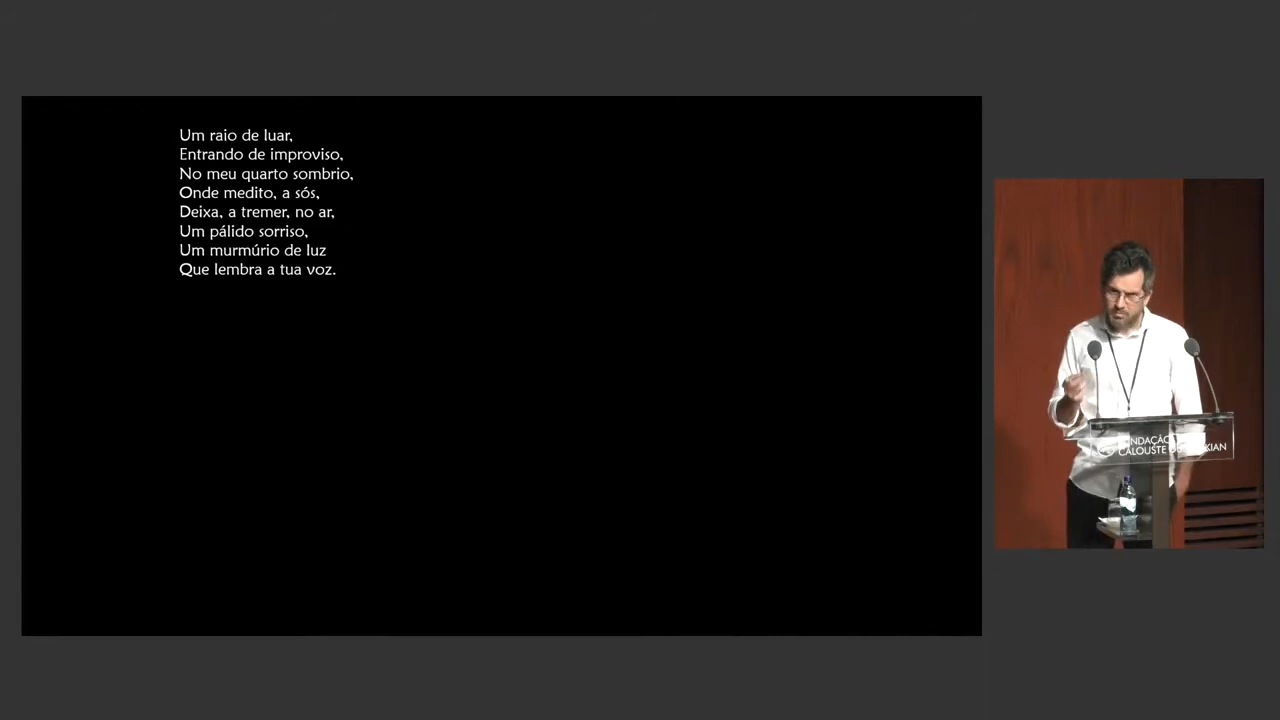 Um raio de luar,
Entrando de improviso,
No meu quarto sombrio,
Onde medito, a sós,
Deixa, a tremer, no ar,
Um pálido sorriso,
Um murmúrio de luz
Que lembra a tua voz.
CALOUSTE